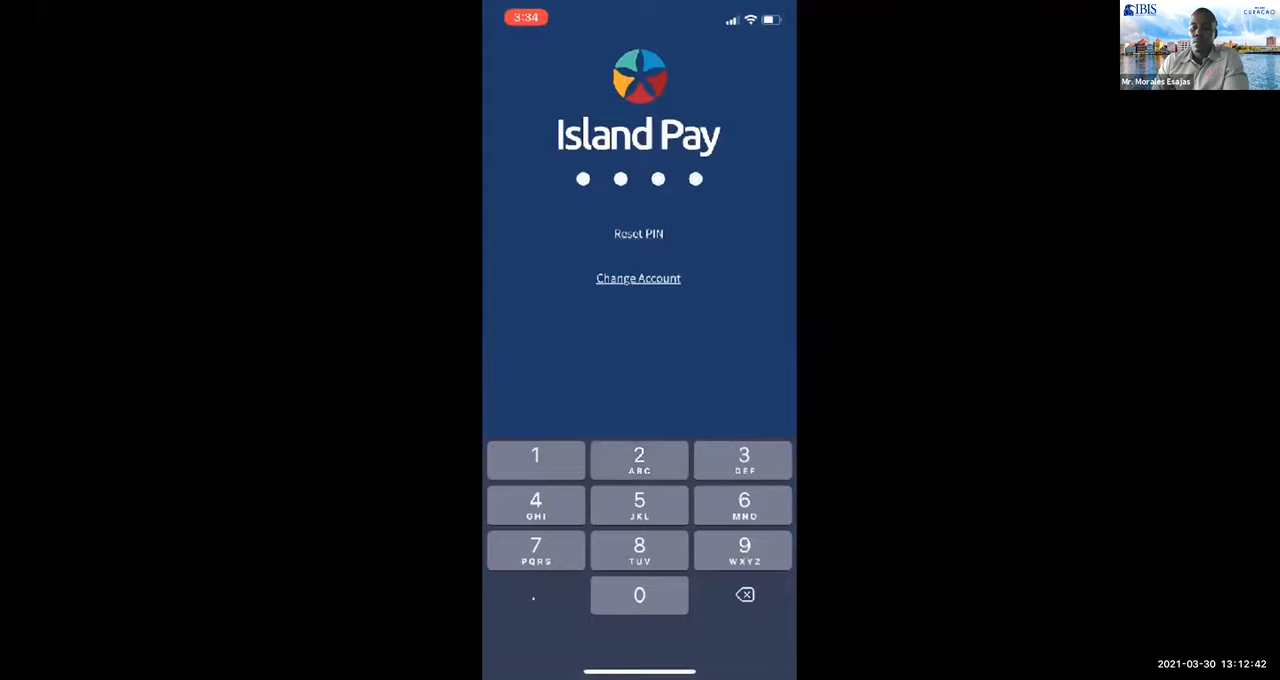 3:34
Island Pay
Reset PIN
Change Account
1
2
ABC
3
DEF
4
GHI
5
JKL
6
MNO
7
PQRS
8
TUV
9
WXYZ
.
0
IBIS
CURAÇAO
Mr. Morales Esajas
2021-03-30 13:12:42